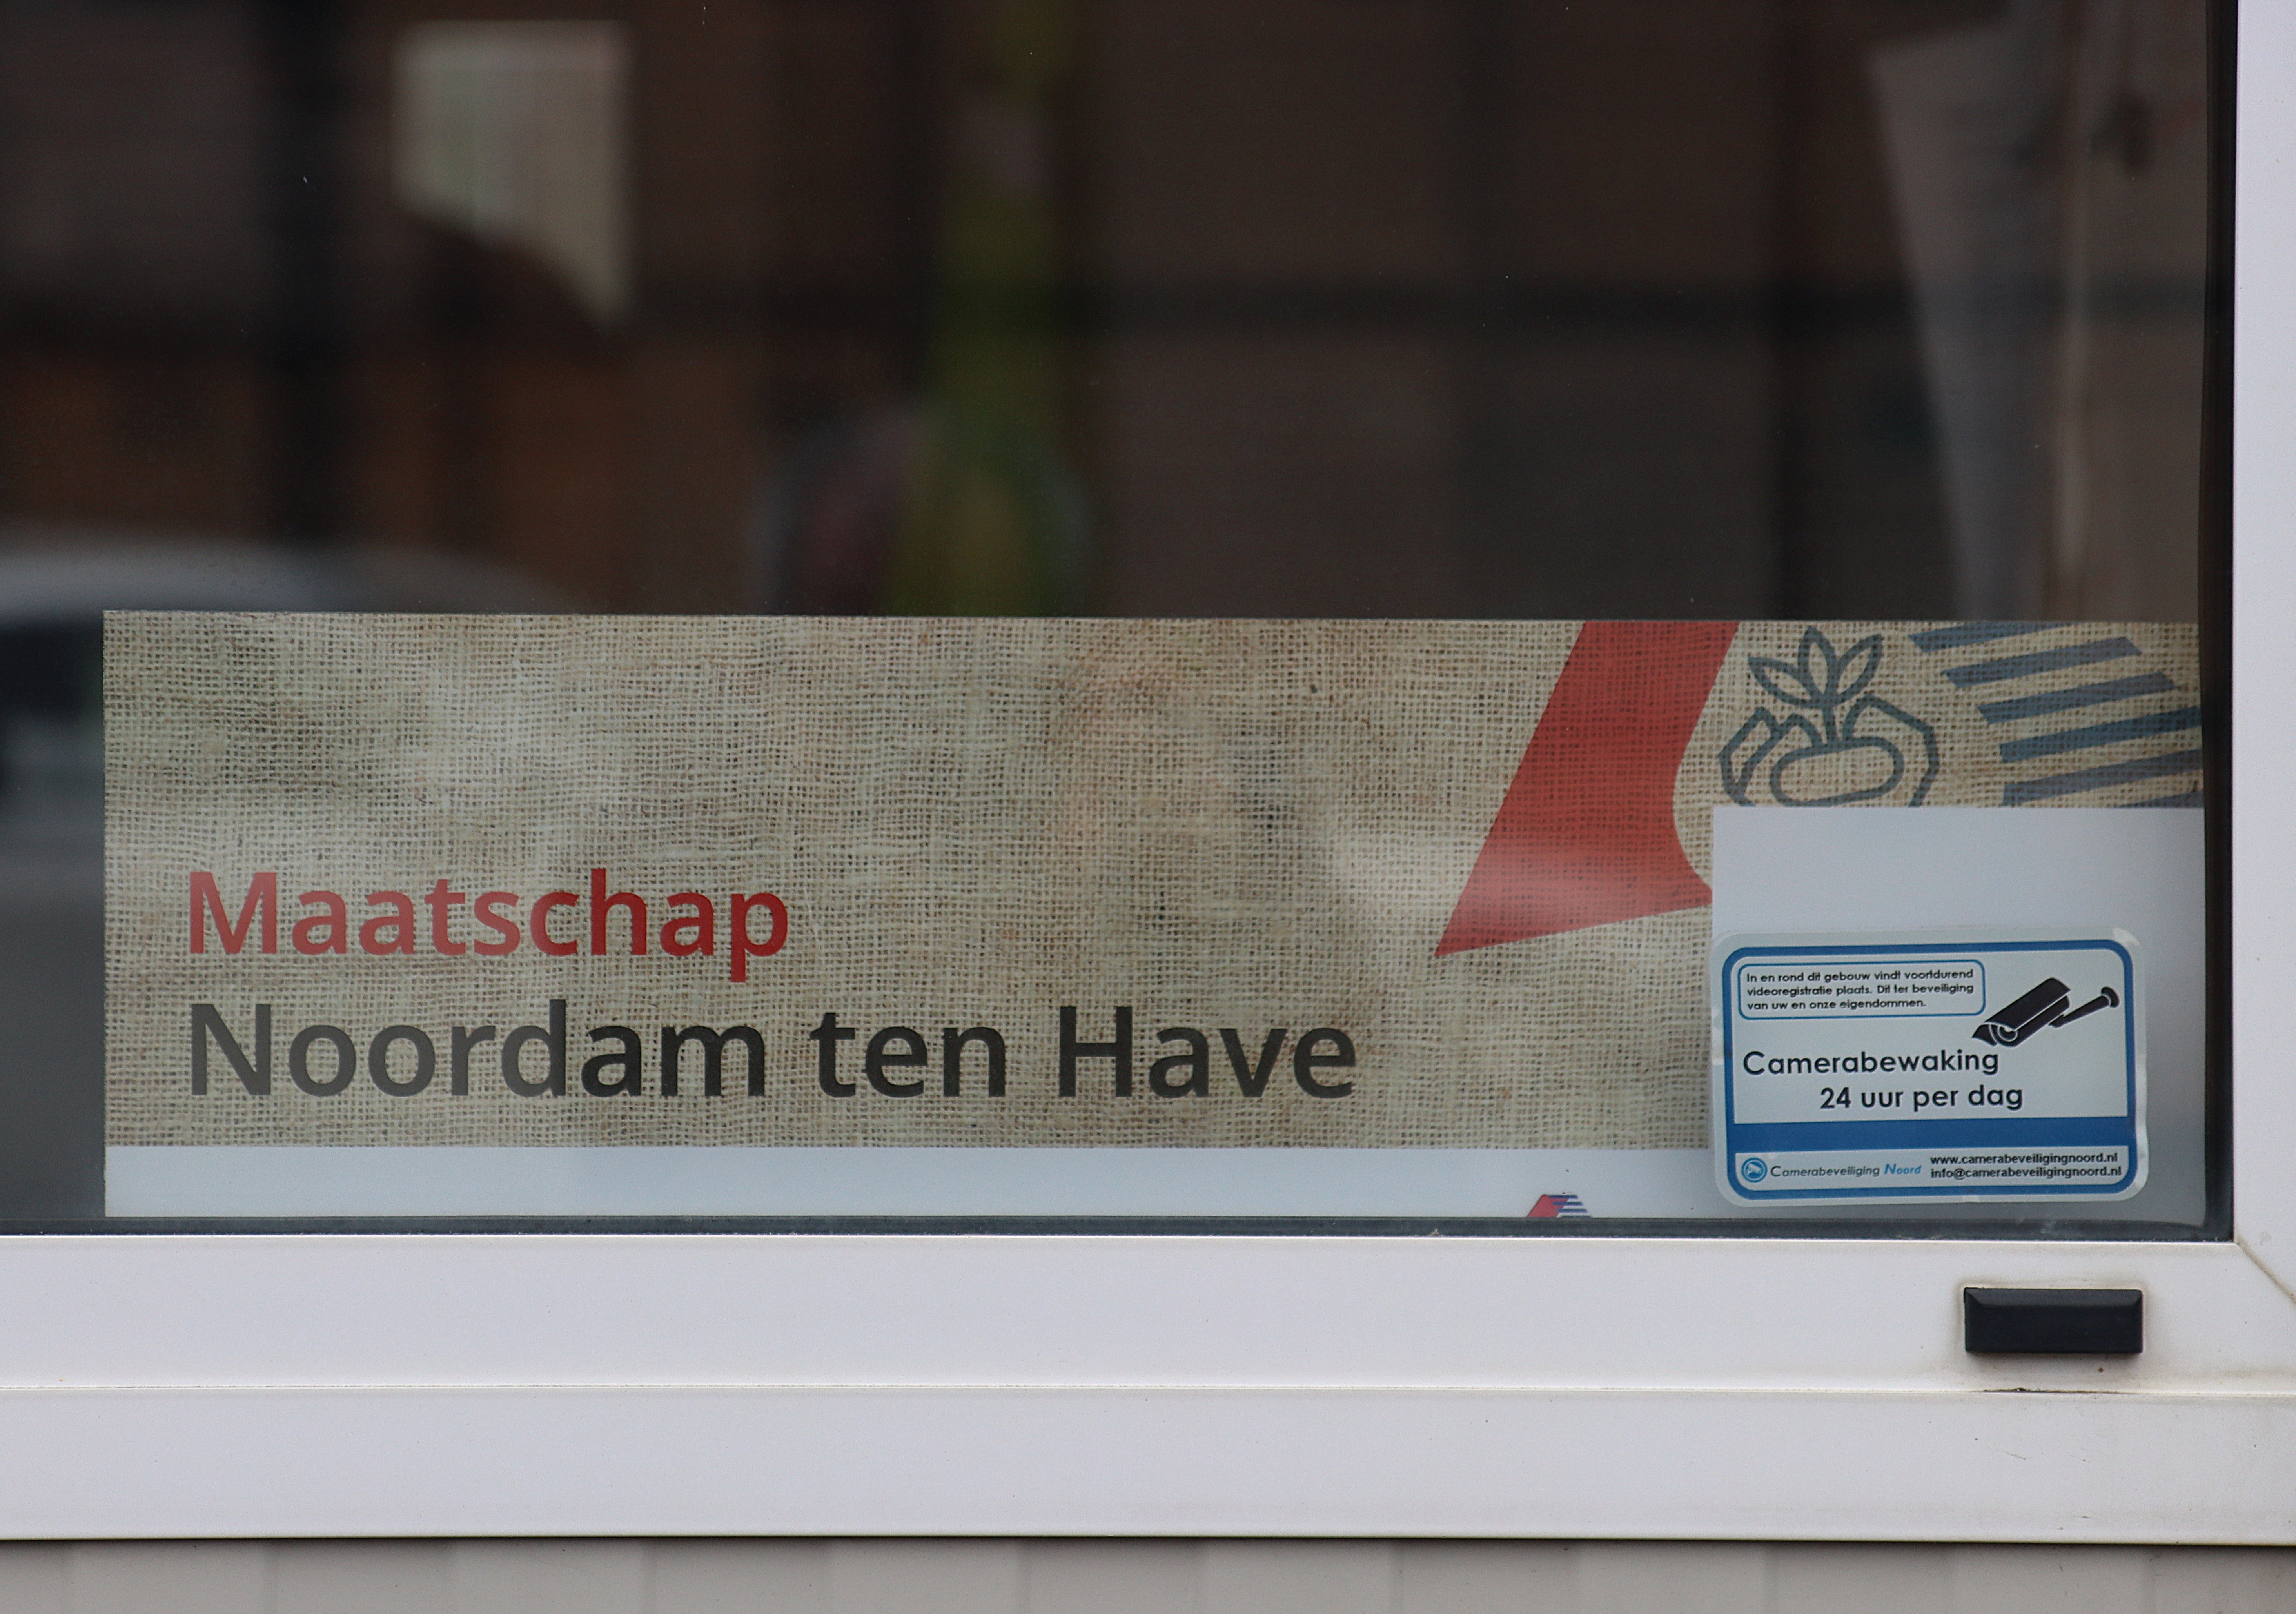 Maatschap
Noordam ten Have
In en rond dit gebouw vindt voortdurend
videoregistratie plaats. Dit ter beveiliging
van uw en onze eigendommen.
Camerabewaking
24 uur per dag
Camerabeveiliging Noord
www.camerabeveiligingnoord.nl
info@camerabeveiligingnoord.nl